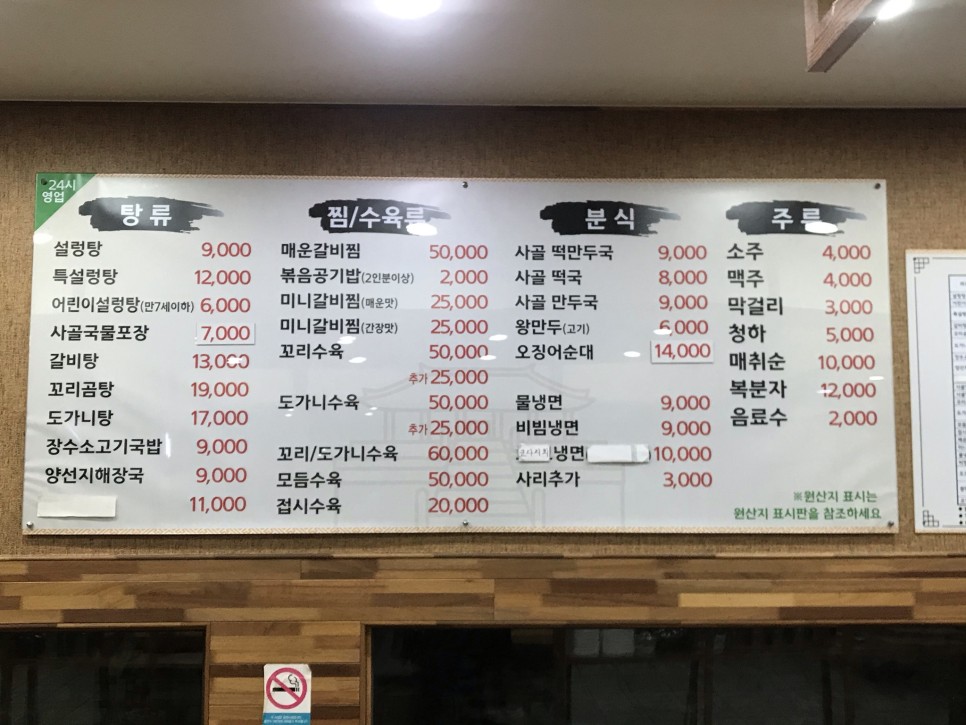 24시
영업
탕 류
설렁탕 9,000
특설렁탕 12,000
어린이설렁탕(만7세이하) 6,000
사골국물포장 7,000
갈비탕 13,000
꼬리곰탕 19,000
도가니탕 17,000
장수소고기국밥 9,000
양선지해장국 9,000
11,000
찜/수육류
매운갈비찜 50,000
볶음공기밥(2인분이상) 2,000
미니갈비찜(매운맛) 25,000
미니갈비찜(간장맛) 25,000
꼬리수육 50,000
추가 25,000
도가니수육 50,000
추가 25,000
꼬리/도가니수육 60,000
모듬수육 50,000
접시수육 20,000
분 식
사골 떡만두국 9,000
사골 떡국 8,000
사골 만두국 9,000
왕만두(고기) 6,000
오징어순대 14,000
물냉면 9,000
비빔냉면 9,000
냉면 10,000
사리추가 3,000
주 류
소주 4,000
맥주 4,000
막걸리 3,000
청하 5,000
매취순 10,000
복분자 12,000
음료수 2,000
※원산지 표시는
원산지 표시판을 참조하세요